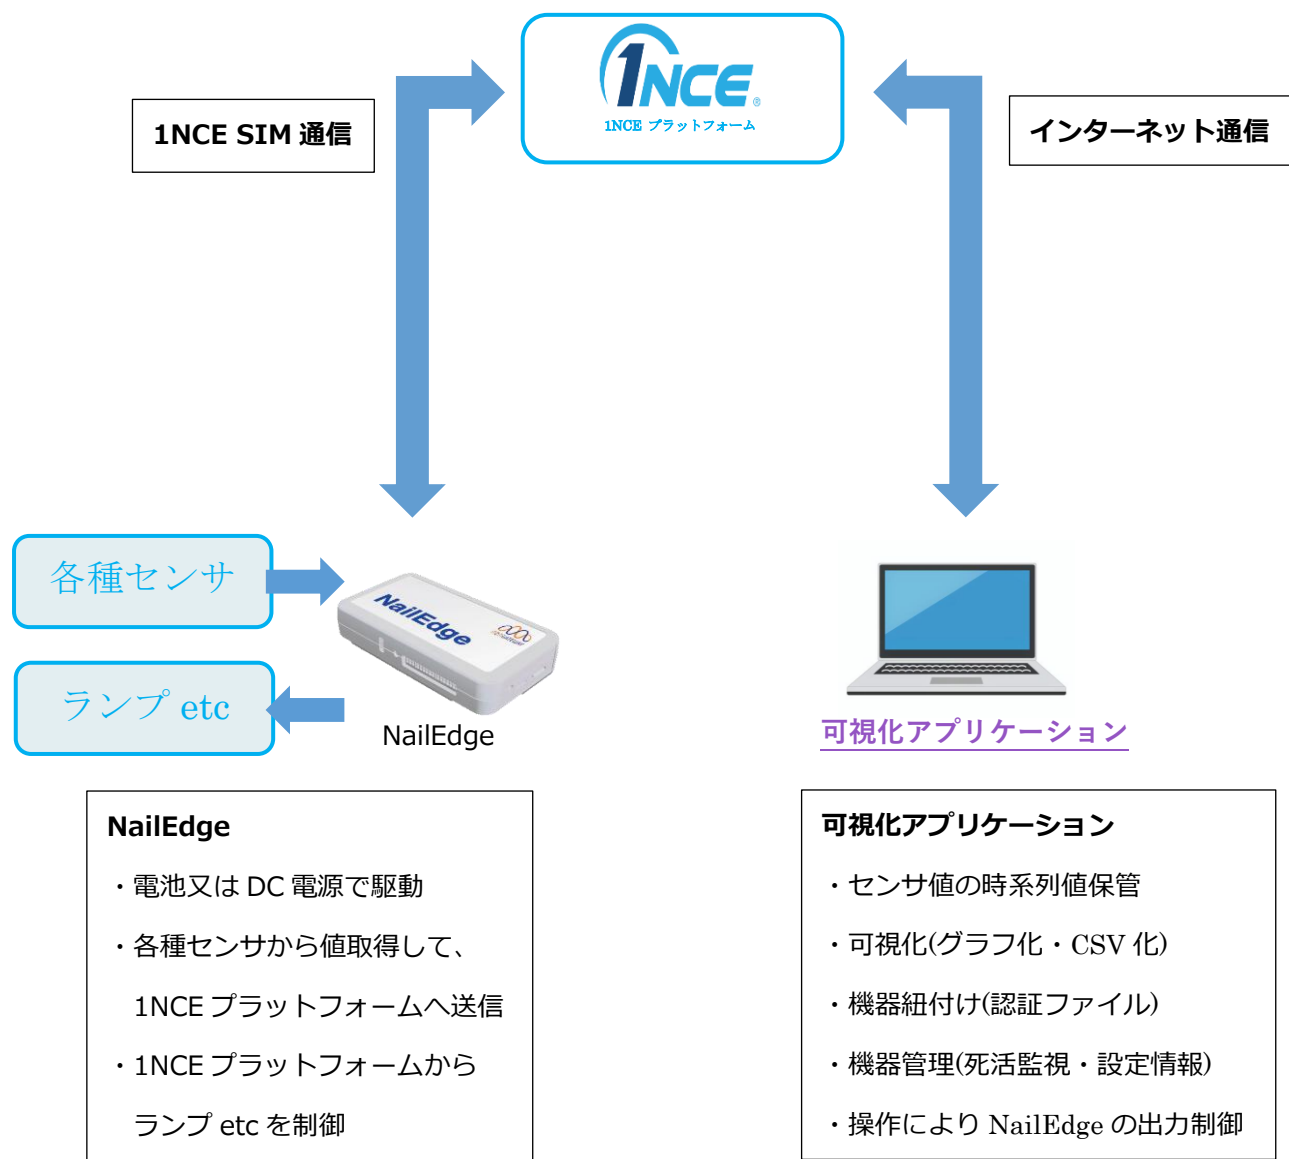 1NCE
1NCE プラットフォーム
1NCE SIM 通信
インターネット通信
各種センサ
ランプ etc
NailEdge
NailEdge
可視化アプリケーション
NailEdge
・電池又は DC 電源で駆動
・各種センサから値取得して、
1NCE プラットフォームへ送信
・1NCE プラットフォームから
ランプ etc を制御
可視化アプリケーション
・センサ値の時系列値保管
・可視化(グラフ化・CSV 化)
・機器紐付け(認証ファイル)
・機器管理(死活監視・設定情報)
・操作により NailEdge の出力制御